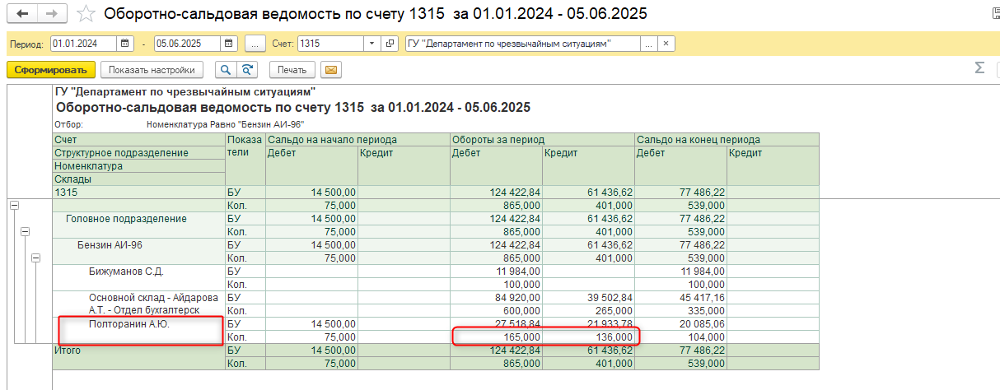 Оборотно-сальдовая ведомость по счету 1315 за 01.01.2024 - 05.06.2025
Период: 01.01.2024 - 05.06.2025 ... Счет: 1315 ГУ "Департамент по чрезвычайным ситуациям" ... ×
Сформировать Показать настройки Печать Σ
ГУ "Департамент по чрезвычайным ситуациям"
Оборотно-сальдовая ведомость по счету 1315 за 01.01.2024 - 05.06.2025
Отбор: Номенклатура Равно "Бензин АИ-96"
Счет Показа Сальдо на начало периода Обороты за период Сальдо на конец периода
Структурное подразделение тели Дебет Кредит Дебет Кредит Дебет Кредит
Номенклатура
Склады
1315 БУ 14 500,00 124 422,84 61 436,62 77 486,22
Кол. 75,000 865,000 401,000 539,000
Головное подразделение БУ 14 500,00 124 422,84 61 436,62 77 486,22
Кол. 75,000 865,000 401,000 539,000
Бензин АИ-96 БУ 14 500,00 124 422,84 61 436,62 77 486,22
Кол. 75,000 865,000 401,000 539,000
Бижуманов С.Д. БУ 11 984,00 11 984,00
Кол. 100,000 100,000
Основной склад - Айдарова БУ 84 920,00 39 502,84 45 417,16
А.Т. - Отдел бухгалтерск Кол. 600,000 265,000 335,000
Полторанин А.Ю. БУ 14 500,00 27 518,84 21 933,78 20 085,06
Кол. 75,000 165,000 136,000 104,000
Итого БУ 14 500,00 124 422,84 61 436,62 77 486,22
Кол. 75,000 865,000 401,000 539,000